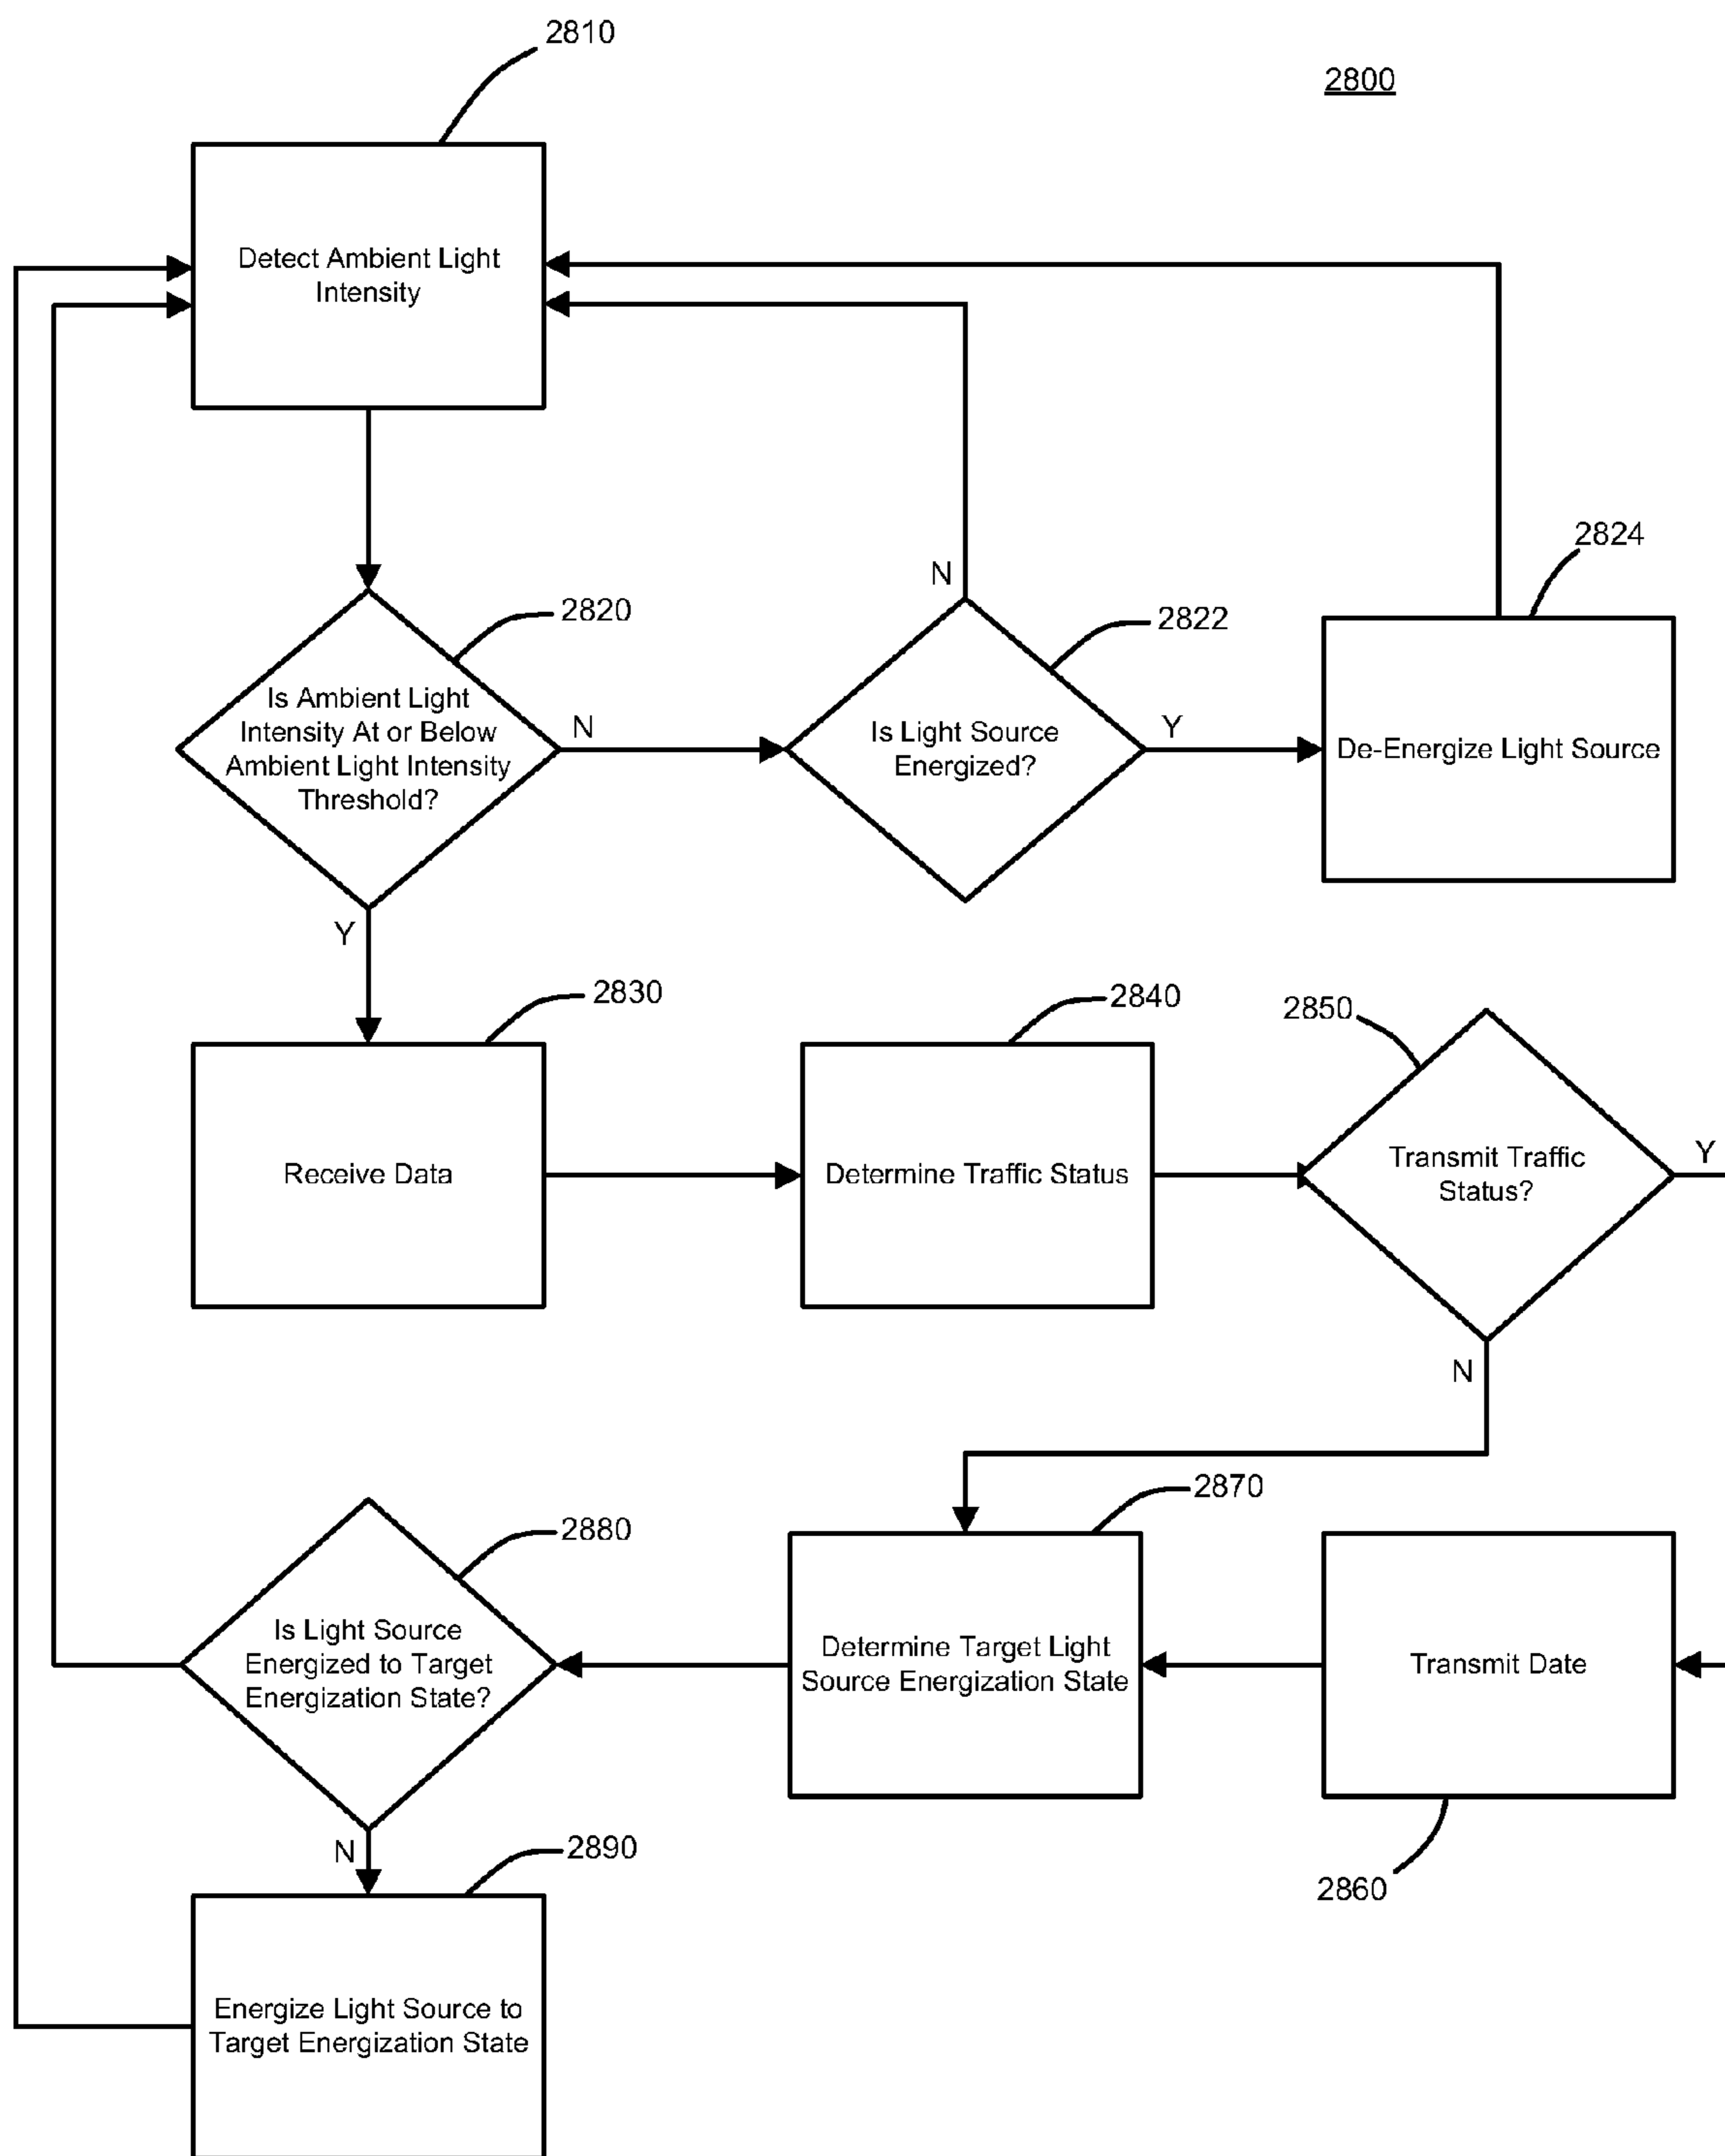 2810
2800
Detect Ambient Light
Intensity
2824
2820
2822
N
Is Ambient Light
Intensity At or Below
Ambient Light Intensity
Threshold?
N
Is Light Source
Energized?
Y
De-Energize Light Source
Y
2830
2840
2850
Receive Data
Determine Traffic Status
Transmit Traffic
Status?
Y
N
2870
2880
Is Light Source
Energized to Target
Energization State?
Determine Target Light
Source Energization State
Transmit Date
N
2890
2860
Energize Light Source to
Target Energization State